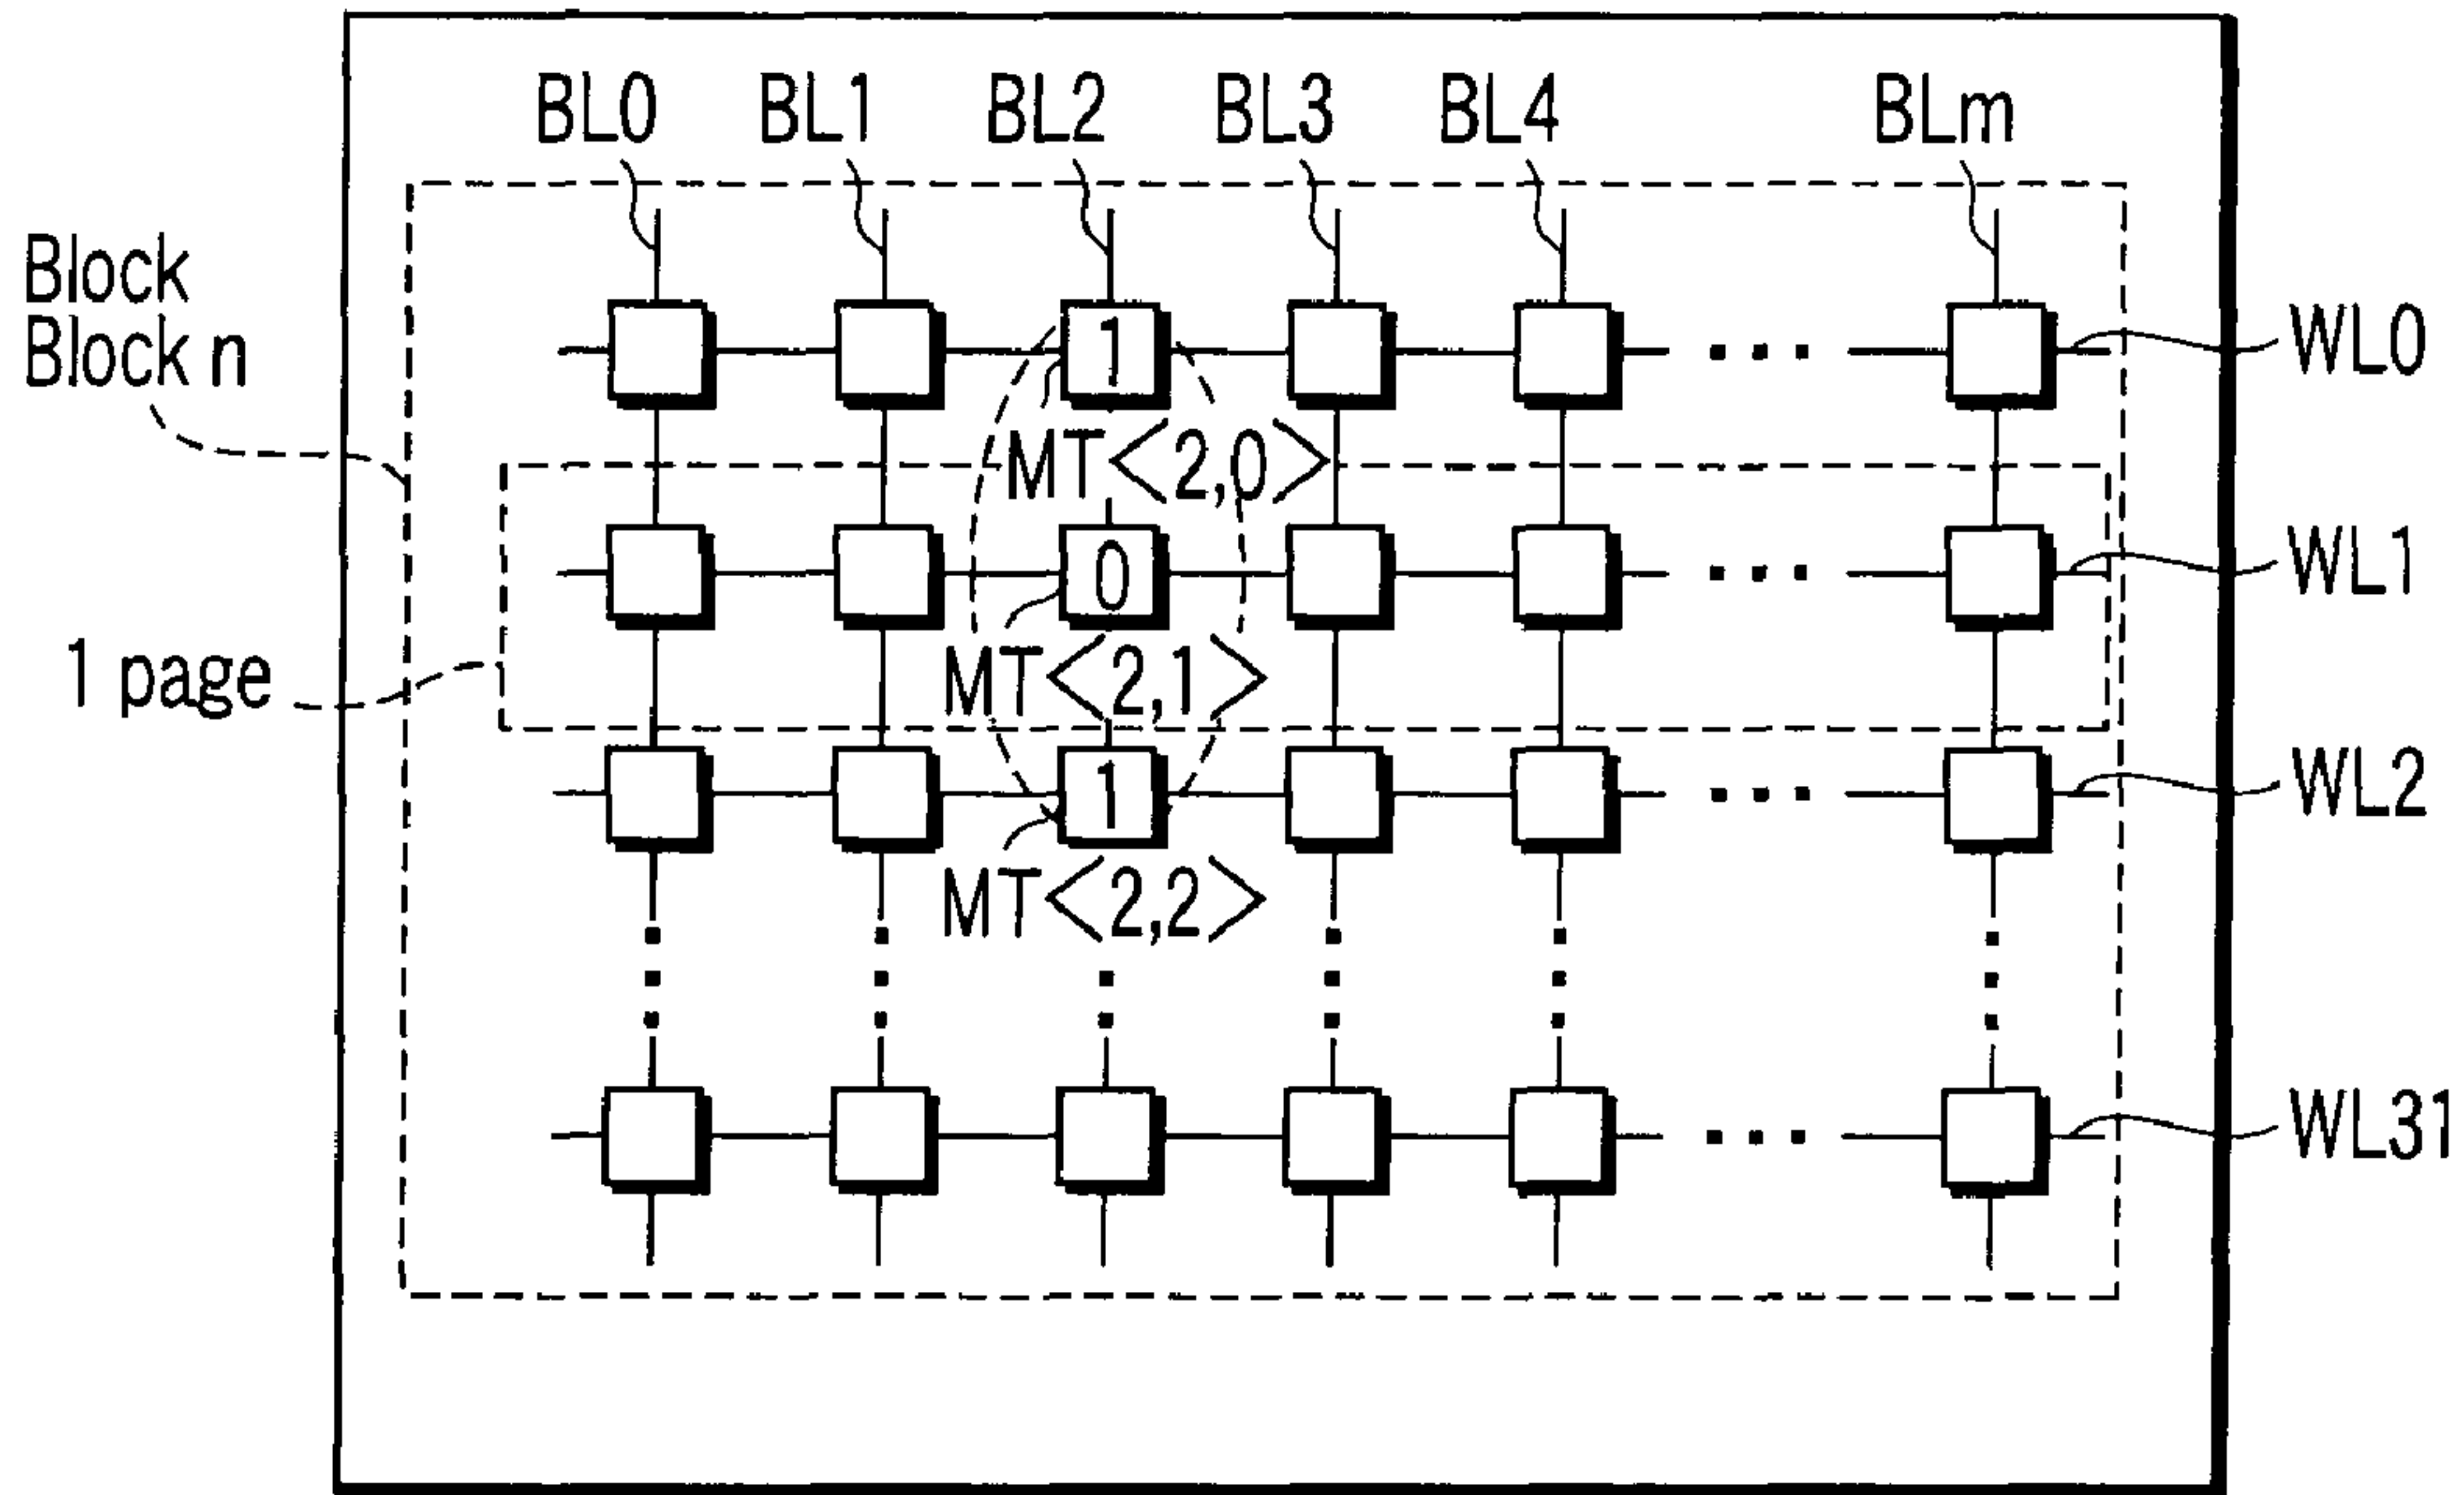 BL0 BL1 BL2 BL3 BL4 BLm
Block
Block n
1 ... WL0
MT<2,0>
0 ... WL1
1 page
MT<2,1>
1 ... WL2
MT<2,2>
... WL31